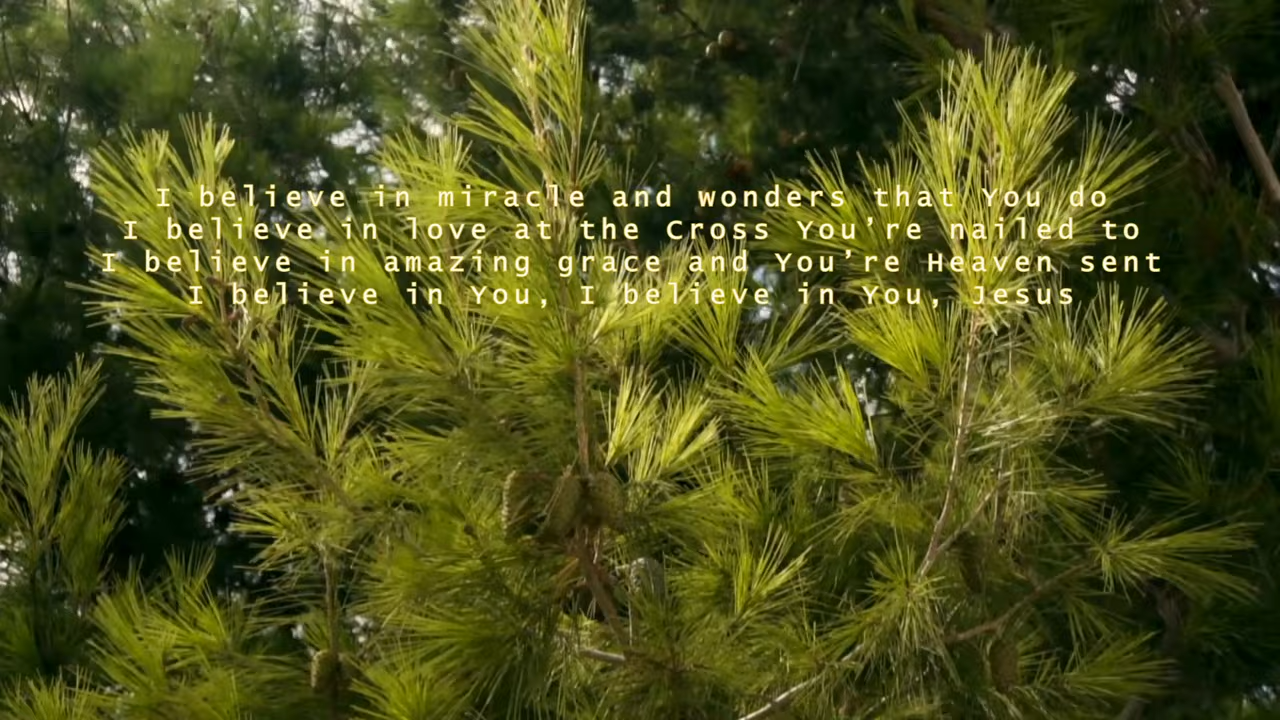 I believe in miracle and wonders that You do
I believe in love at the Cross You’re nailed to
I believe in amazing grace and You’re Heaven sent
I believe in You, I believe in You, Jesus